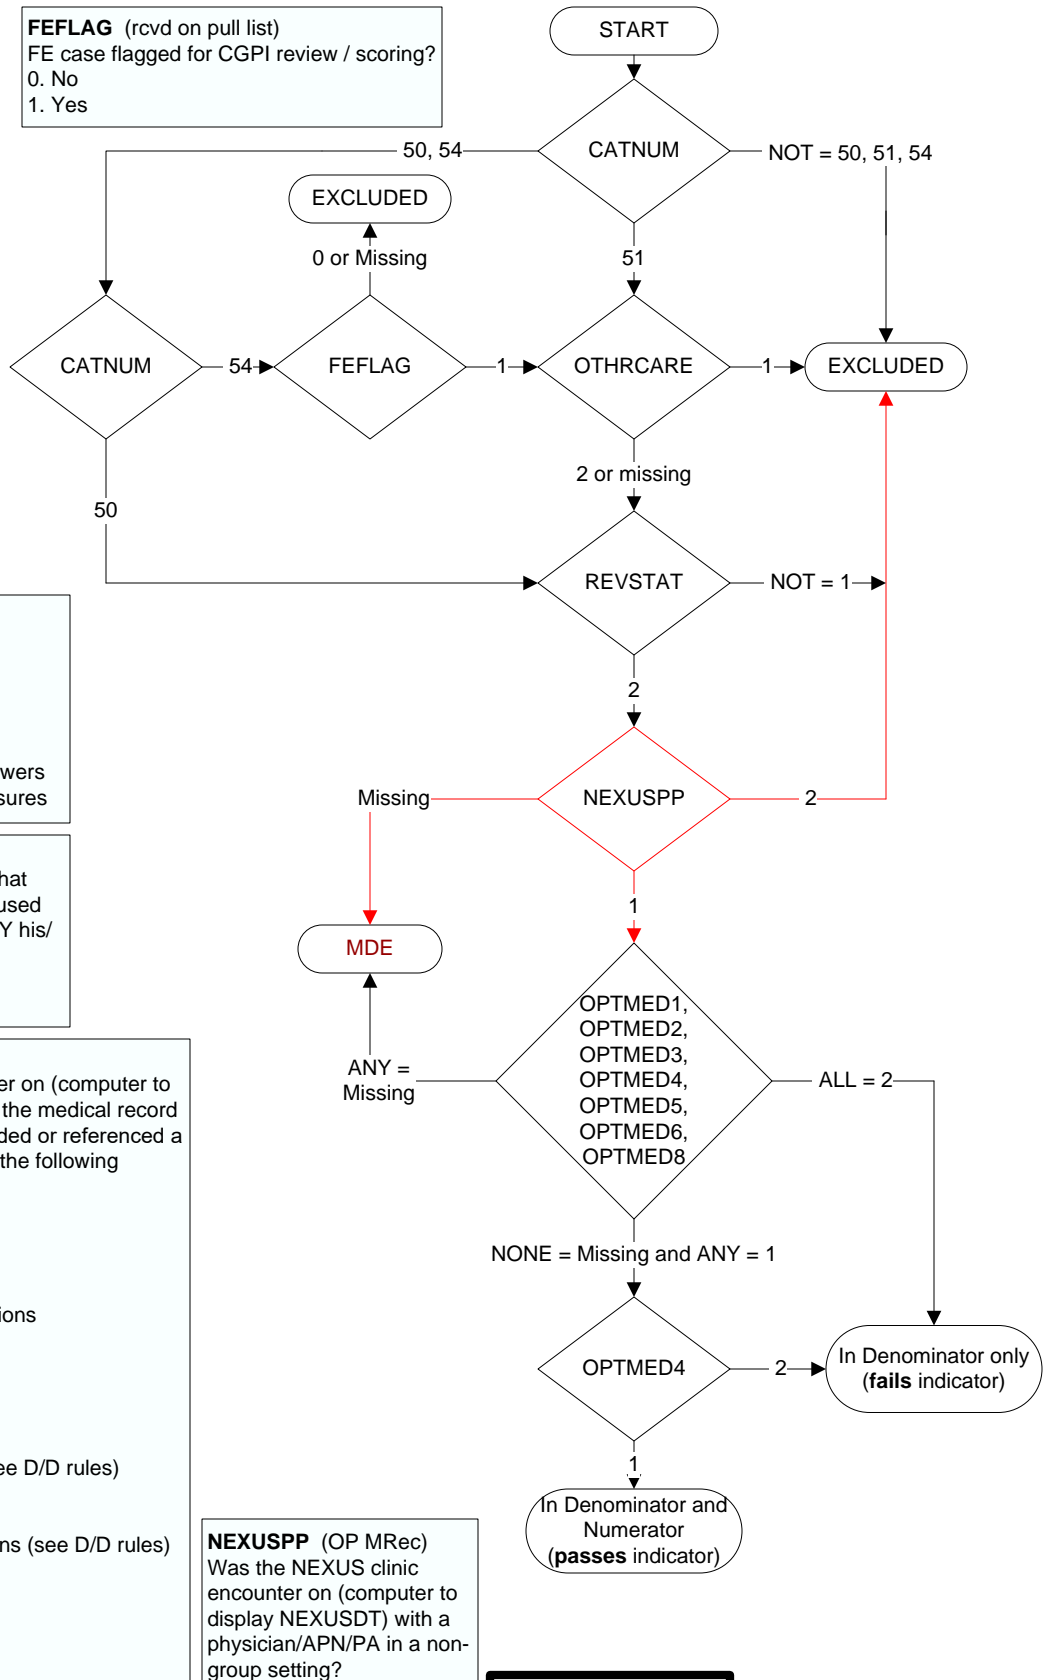 FEFLAG (rcvd on pull list)
FE case flagged for CGPI review / scoring?
0. No
1. Yes
START
CATNUM
50, 54
NOT = 50, 51, 54
EXCLUDED
0 or Missing
51
CATNUM
54
FEFLAG
1
OTHRCARE
1
EXCLUDED
50
2 or missing
REVSTAT
NOT = 1
2
NEXUSPP
Missing
2
1
MDE
OPTMED1,
OPTMED2,
OPTMED3,
OPTMED4,
OPTMED5,
OPTMED6,
OPTMED8
ANY =
Missing
ALL = 2
NONE = Missing and ANY = 1
OPTMED4
2
In Denominator only
(fails indicator)
1
In Denominator and
Numerator
(passes indicator)
wers
sures
hat
used
Y his/
er on (computer to
the medical record
ded or referenced a
the following
ions
ee D/D rules)
ns (see D/D rules)
NEXUSPP (OP MRec)
Was the NEXUS clinic
encounter on (computer to
display NEXUSDT) with a
physician/APN/PA in a non-
group setting?